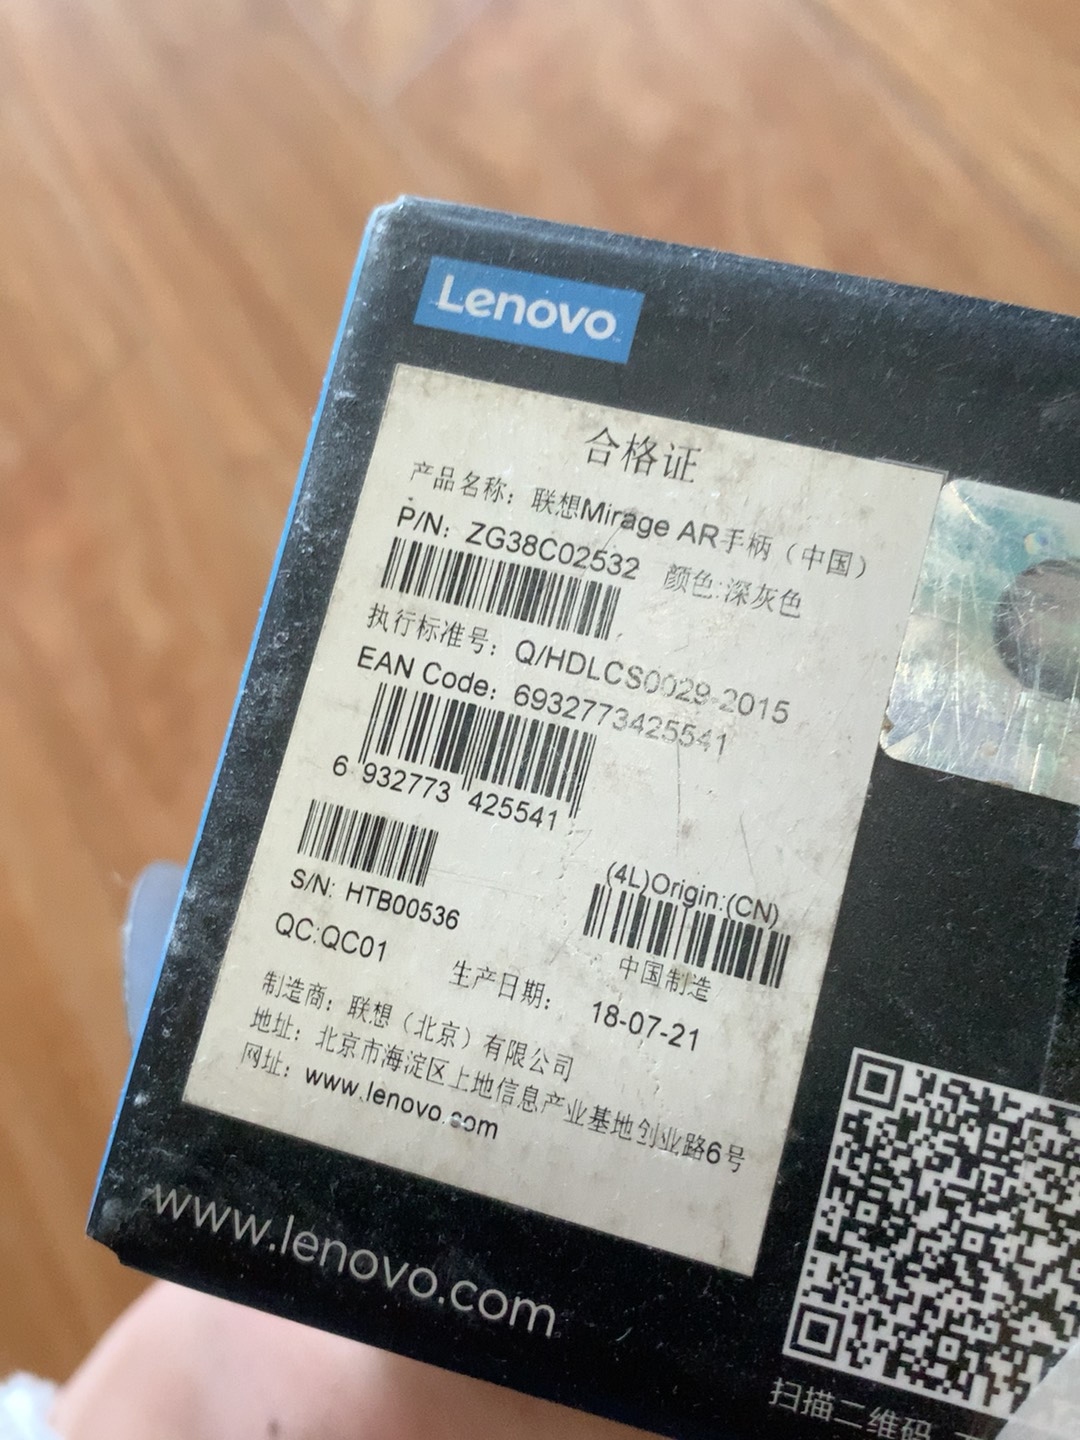 Lenovo
合格证
产品名称：联想Mirage AR手柄（中国）
P/N：ZG38C02532 颜色:深灰色
执行标准号：Q/HDLCS0029-2015
EAN Code：6932773425541
6 932773 425541
S/N: HTB00536
(4L)Origin:(CN)
中国制造
QC:QC01
生产日期： 18-07-21
制造商：联想（北京）有限公司
地址：北京市海淀区上地信息产业基地创业路6号
网址：www.lenovo.com
www.lenovo.com
扫描二维码